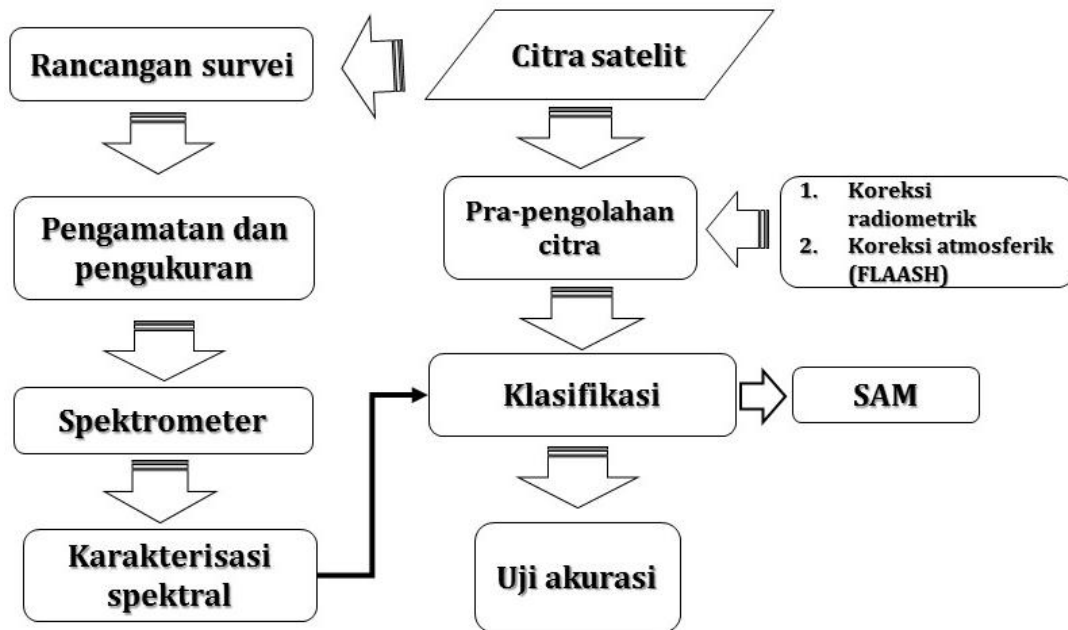 Rancangan survei
Citra satelit
Pengamatan dan
pengukuran
Pra-pengolahan
citra
1. Koreksi
radiometrik
2. Koreksi atmosferik
(FLAASH)
Spektrometer
Klasifikasi
SAM
Karakterisasi
spektral
Uji akurasi